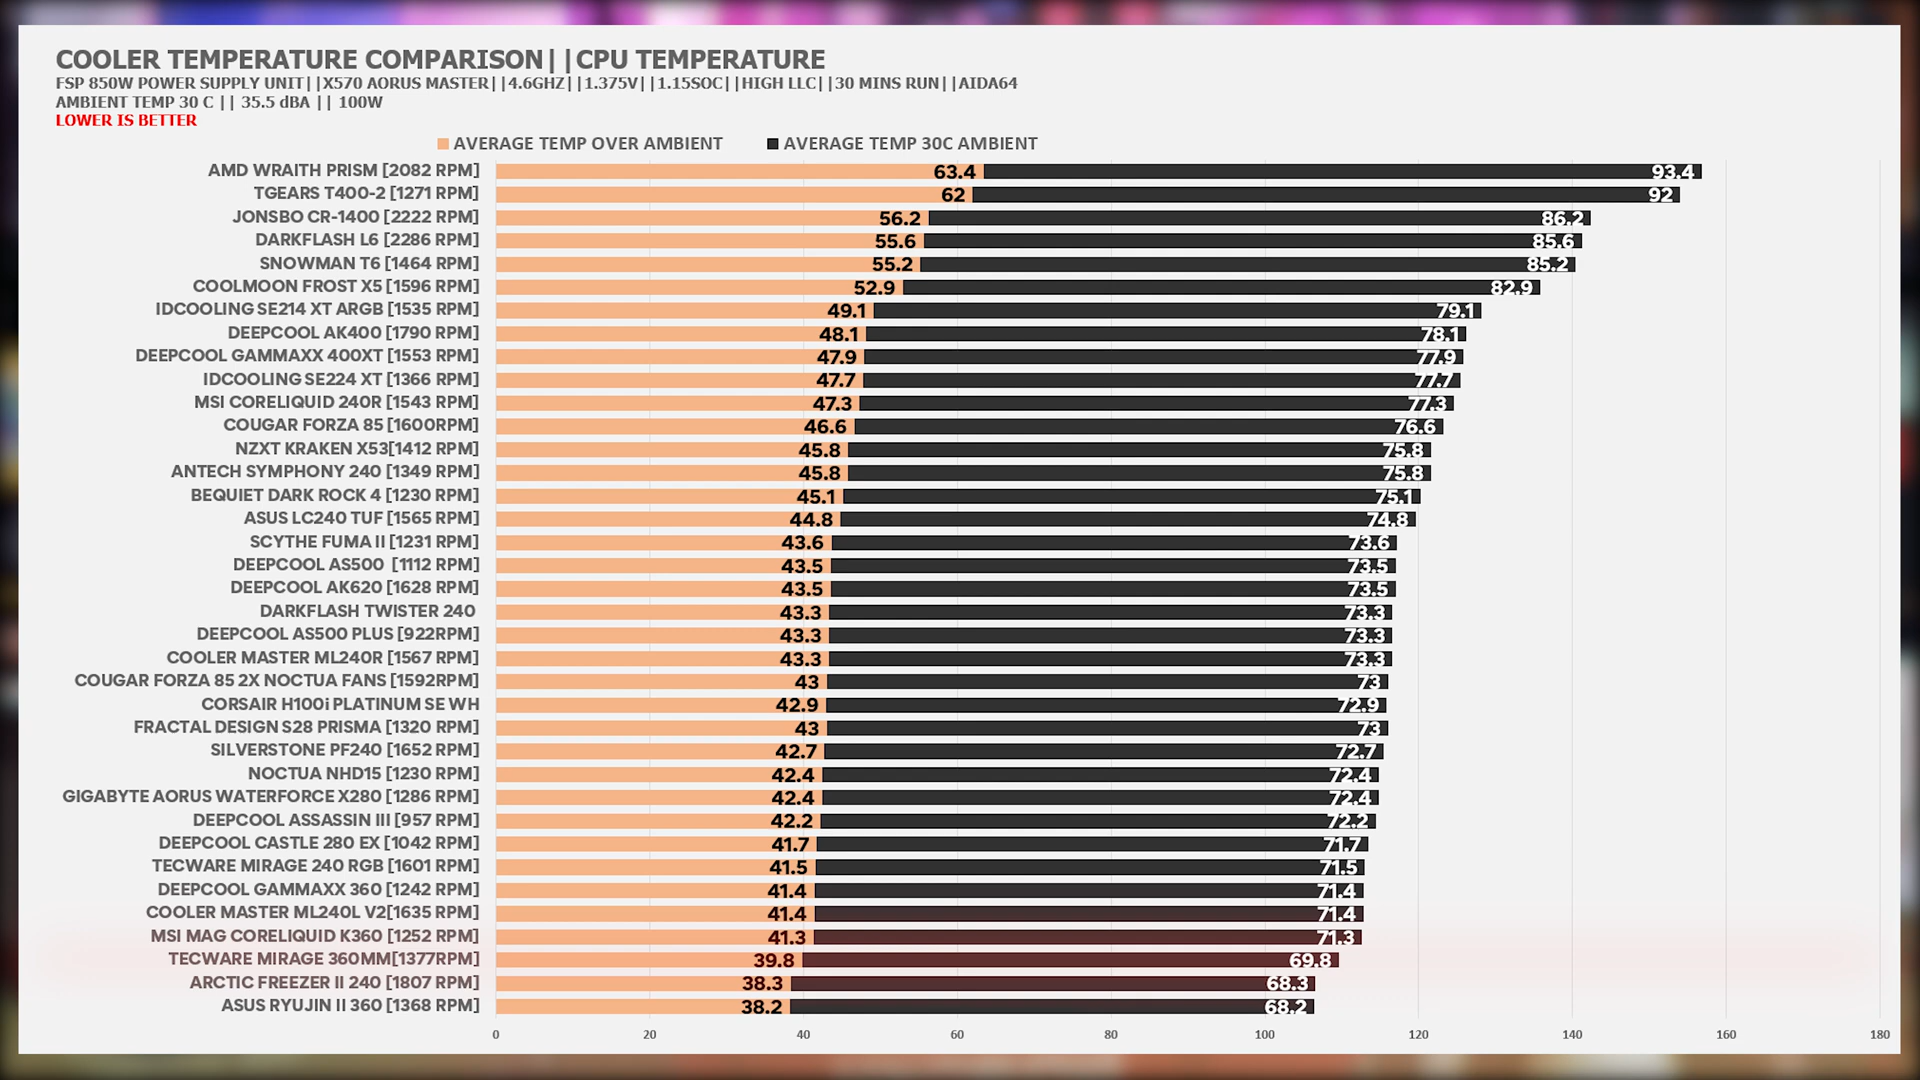 COOLER TEMPERATURE COMPARISON||CPU TEMPERATURE
FSP 850W POWER SUPPLY UNIT||X570 AORUS MASTER||4.6GHZ||1.375V||1.15SOC||HIGH LLC||30 MINS RUN||AIDA64
AMBIENT TEMP 30 C || 35.5 dBA || 100W
LOWER IS BETTER
AVERAGE TEMP OVER AMBIENT AVERAGE TEMP 30C AMBIENT
AMD WRAITH PRISM [2082 RPM] 63.4 93.4
TGEARS T400-2 [1271 RPM] 62 92
JONSBO CR-1400 [2222 RPM] 56.2 86.2
DARKFLASH L6 [2286 RPM] 55.6 85.6
SNOWMAN T6 [1464 RPM] 55.2 85.2
COOLMOON FROST X5 [1596 RPM] 52.9 82.9
IDCOOLING SE214 XT ARGB [1535 RPM] 49.1 79.1
DEEPCOOL AK400 [1790 RPM] 48.1 78.1
DEEPCOOL GAMMAXX 400XT [1553 RPM] 47.9 77.9
IDCOOLING SE224 XT [1366 RPM] 47.7 77.7
MSI CORELIQUID 240R [1543 RPM] 47.3 77.3
COUGAR FORZA 85 [1600RPM] 46.6 76.6
NZXT KRAKEN X53[1412 RPM] 45.8 75.8
ANTECH SYMPHONY 240 [1349 RPM] 45.8 75.8
BEQUIET DARK ROCK 4 [1230 RPM] 45.1 75.1
ASUS LC240 TUF [1565 RPM] 44.8 74.8
SCYTHE FUMA II [1231 RPM] 43.6 73.6
DEEPCOOL AS500 [1112 RPM] 43.5 73.5
DEEPCOOL AK620 [1628 RPM] 43.5 73.5
DARKFLASH TWISTER 240 43.3 73.3
DEEPCOOL AS500 PLUS [922RPM] 43.3 73.3
COOLER MASTER ML240R [1567 RPM] 43.3 73.3
COUGAR FORZA 85 2X NOCTUA FANS [1592RPM] 43 73
CORSAIR H100i PLATINUM SE WH 42.9 72.9
FRACTAL DESIGN S28 PRISMA [1320 RPM] 43 73
SILVERSTONE PF240 [1652 RPM] 42.7 72.7
NOCTUA NHD15 [1230 RPM] 42.4 72.4
GIGABYTE AORUS WATERFORCE X280 [1286 RPM] 42.4 72.4
DEEPCOOL ASSASSIN III [957 RPM] 42.2 72.2
DEEPCOOL CASTLE 280 EX [1042 RPM] 41.7 71.7
TECWARE MIRAGE 240 RGB [1601 RPM] 41.5 71.5
DEEPCOOL GAMMAXX 360 [1242 RPM] 41.4 71.4
COOLER MASTER ML240L V2[1635 RPM] 41.4 71.4
MSI MAG CORELIQUID K360 [1252 RPM] 41.3 71.3
TECWARE MIRAGE 360MM[1377RPM] 39.8 69.8
ARCTIC FREEZER II 240 [1807 RPM] 38.3 68.3
ASUS RYUJIN II 360 [1368 RPM] 38.2 68.2
0 20 40 60 80 100 120 140 160 180